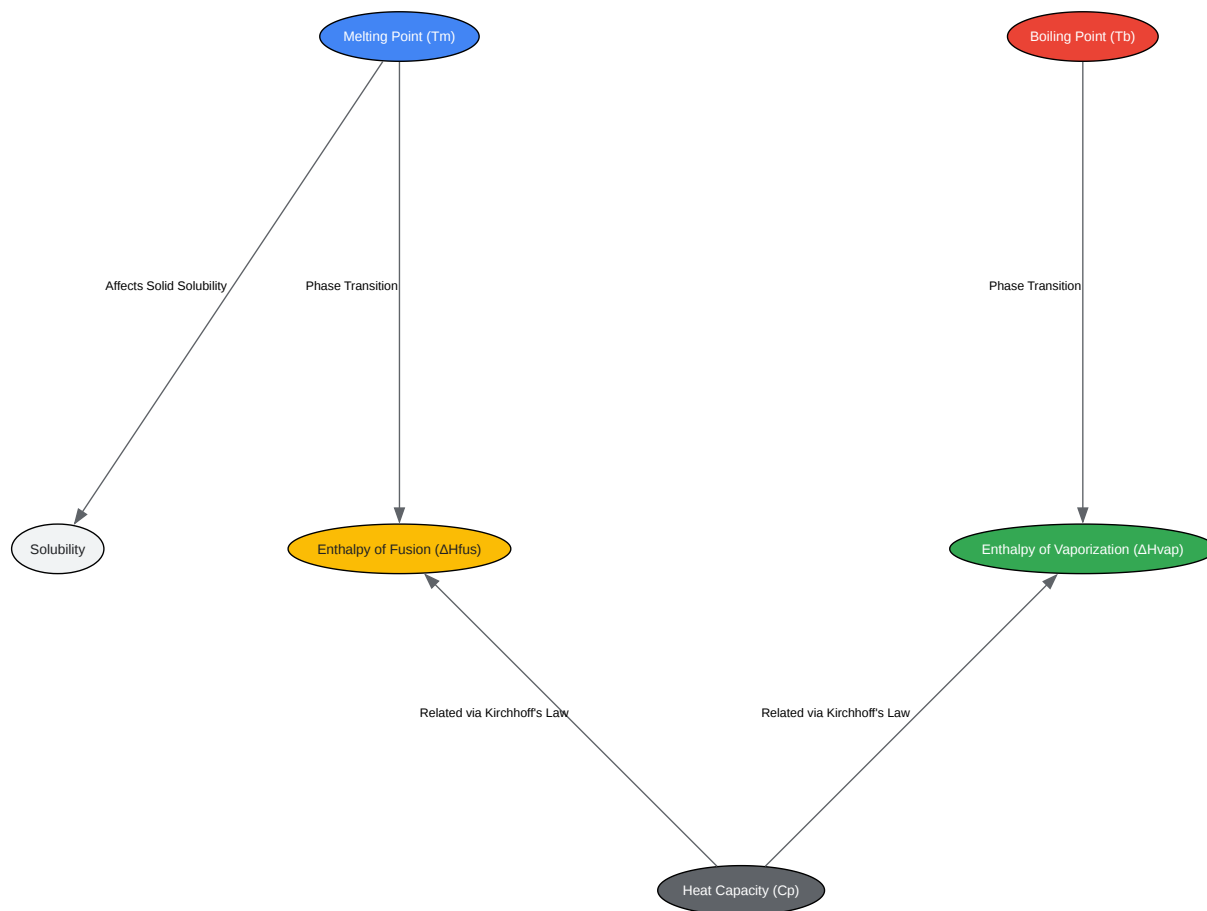 Melting Point (Tm)
Boiling Point (Tb)
Affects Solid Solubility
Phase Transition
Phase Transition
Solubility
Enthalpy of Fusion (ΔHfus)
Enthalpy of Vaporization (ΔHvap)
Related via Kirchhoff's Law
Related via Kirchhoff's Law
Heat Capacity (Cp)